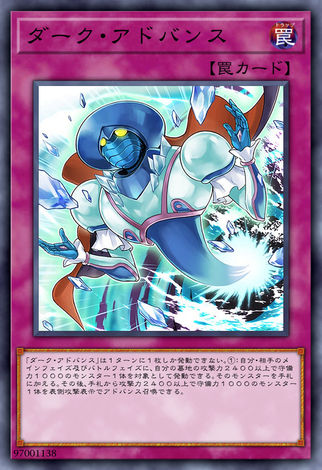 ダーク・アドバンス
トラップ
罠
【罠カード】
「ダーク・アドバンス」は１ターンに１枚しか発動できない。①：自分・相手のメ
インフェイズ及びバトルフェイズに、自分の墓地の攻撃力２４００以上で守備
力１０００のモンスター１体を対象として発動できる。そのモンスターを手札
に加える。その後、手札から攻撃力２４００以上で守備力１０００のモンスタ
ー１体を表側攻撃表示でアドバンス召喚できる。
97001138